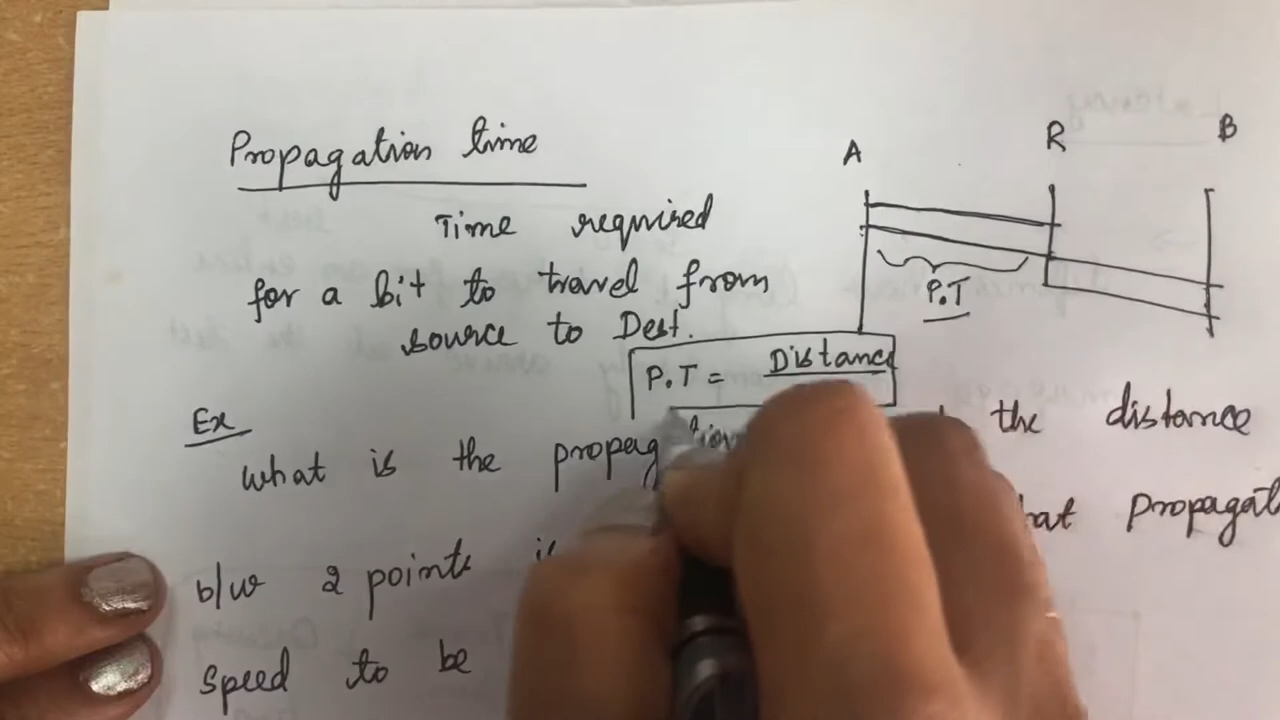 Propagation time
A R B
Time required
for a bit to travel from
source to Dest.
P.T
P.T = Distance
Ex
What is the propag the distance
b/w 2 points Propagat
speed to be